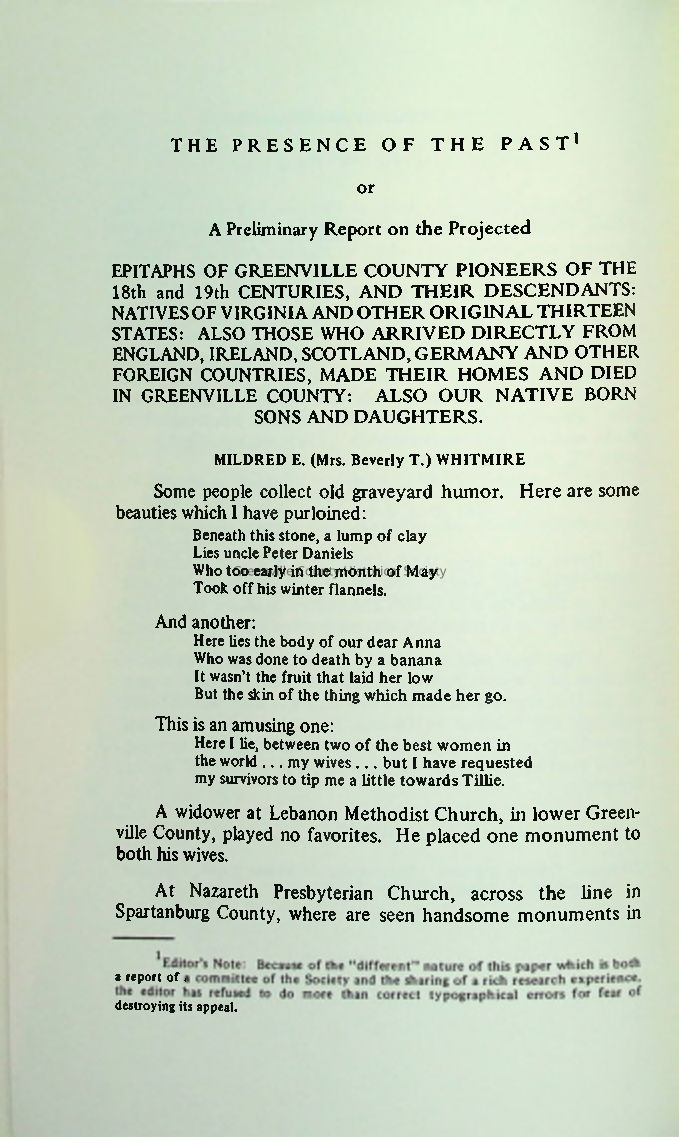 THE PRESENCE OF THE PAST¹
or
A Preliminary Report on the Projected
EPITAPHS OF GREENVILLE COUNTY PIONEERS OF THE
18th and 19th CENTURIES, AND THEIR DESCENDANTS:
NATIVES OF VIRGINIA AND OTHER ORIGINAL THIRTEEN
STATES: ALSO THOSE WHO ARRIVED DIRECTLY FROM
ENGLAND, IRELAND, SCOTLAND, GERMANY AND OTHER
FOREIGN COUNTRIES, MADE THEIR HOMES AND DIED
IN GREENVILLE COUNTY: ALSO OUR NATIVE BORN
SONS AND DAUGHTERS.
MILDRED E. (Mrs. Beverly T.) WHITMIRE
Some people collect old graveyard humor. Here are some
beauties which I have purloined:
Beneath this stone, a lump of clay
Lies uncle Peter Daniels
Who too early in the month of May
Took off his winter flannels.
And another:
Here lies the body of our dear Anna
Who was done to death by a banana
It wasn't the fruit that laid her low
But the skin of the thing which made her go.
This is an amusing one:
Here I lie, between two of the best women in
the world . . . my wives . . . but I have requested
my survivors to tip me a little towards Tillie.
A widower at Lebanon Methodist Church, in lower Green-
ville County, played no favorites. He placed one monument to
both his wives.
At Nazareth Presbyterian Church, across the line in
Spartanburg County, where are seen handsome monuments in
¹Editor's Note: Because of the "different" nature of this paper which is both
a report of a committee of the Society and the sharing of a rich research experience,
the editor has refused to do more than correct typographical errors for fear of
destroying its appeal.